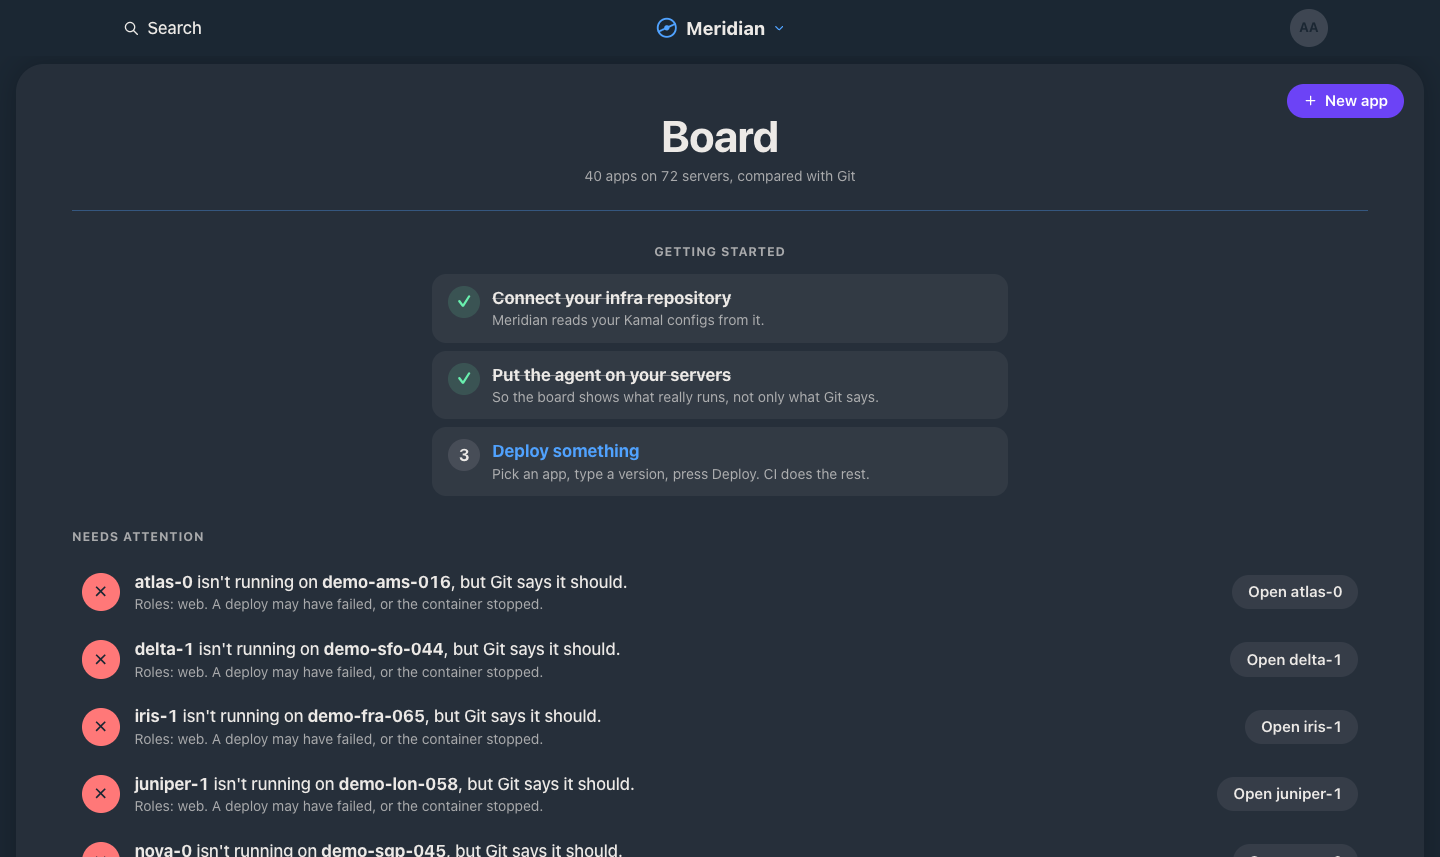 Search
Meridian
AA
New app
Board
40 apps on 72 servers, compared with Git
GETTING STARTED
Connect your infra repository
Meridian reads your Kamal configs from it.
Put the agent on your servers
So the board shows what really runs, not only what Git says.
3
Deploy something
Pick an app, type a version, press Deploy. CI does the rest.
NEEDS ATTENTION
atlas-0 isn't running on demo-ams-016, but Git says it should.
Roles: web. A deploy may have failed, or the container stopped.
Open atlas-0
delta-1 isn't running on demo-sfo-044, but Git says it should.
Roles: web. A deploy may have failed, or the container stopped.
Open delta-1
iris-1 isn't running on demo-fra-065, but Git says it should.
Roles: web. A deploy may have failed, or the container stopped.
Open iris-1
juniper-1 isn't running on demo-lon-058, but Git says it should.
Roles: web. A deploy may have failed, or the container stopped.
Open juniper-1
nova-0 isn't running on demo-sgp-045, but Git says it should.